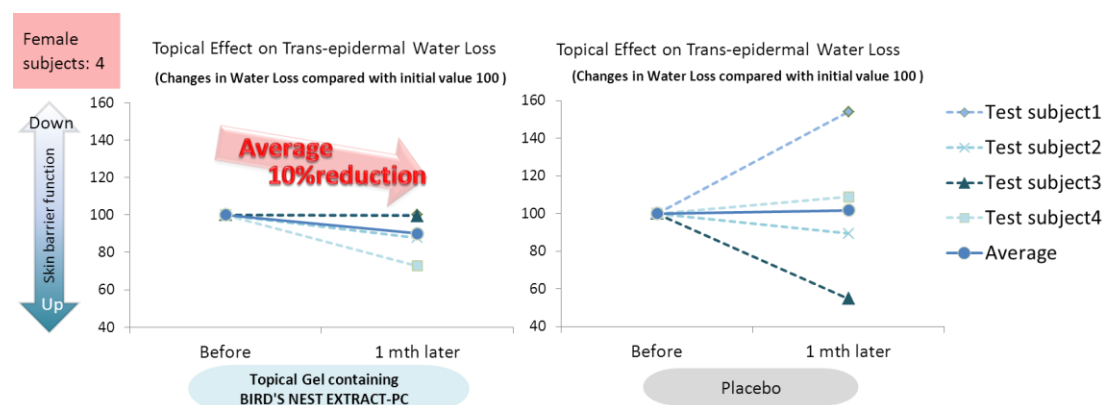 Female
subjects: 4
Down
Skin barrier function
Up
Topical Effect on Trans-epidermal Water Loss
(Changes in Water Loss compared with initial value 100 )
160
140
120
100
80
60
40
Average
10%reduction
Before
1 mth later
Topical Gel containing
BIRD'S NEST EXTRACT-PC
Topical Effect on Trans-epidermal Water Loss
(Changes in Water Loss compared with initial value 100 )
160
140
120
100
80
60
40
Before
1 mth later
Placebo
Test subject1
Test subject2
Test subject3
Test subject4
Average